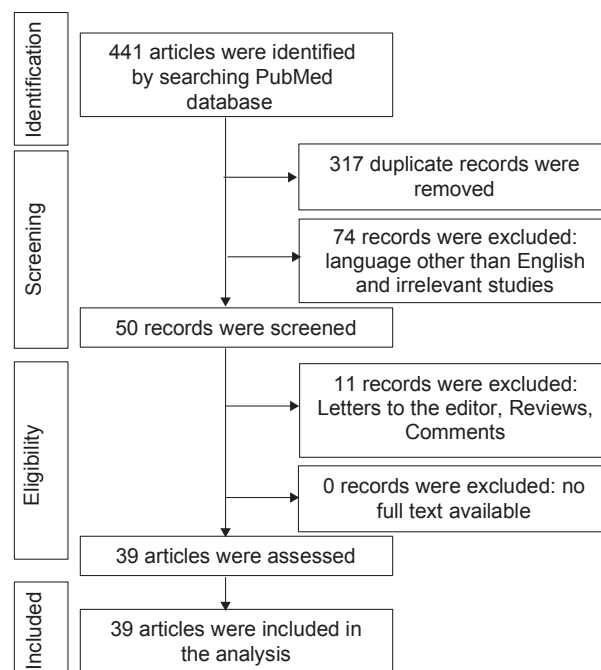 Identification
441 articles were identified
by searching PubMed
database
Screening
317 duplicate records were
removed
74 records were excluded:
language other than English
and irrelevant studies
50 records were screened
Eligibility
11 records were excluded:
Letters to the editor, Reviews,
Comments
0 records were excluded: no
full text available
39 articles were assessed
Included
39 articles were included in
the analysis